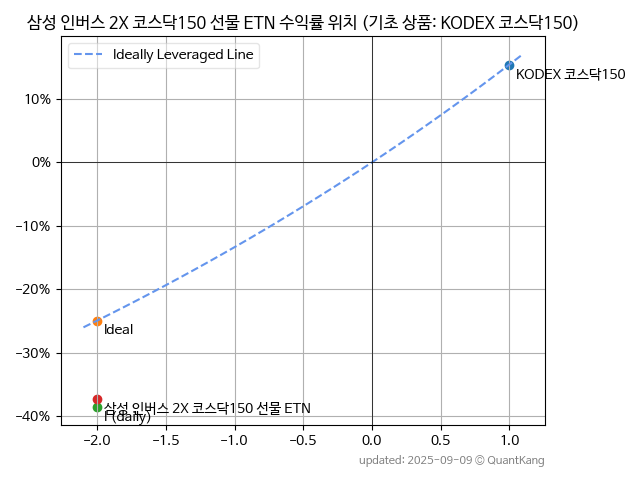 삼성 인버스 2X 코스닥150 선물 ETN 수익률 위치 (기초 상품: KODEX 코스닥150)
Ideally Leveraged Line
KODEX 코스닥150
10%
0%
−10%
−20%
−30%
−40%
Ideal
삼성 인버스 2X 코스닥150 선물 ETN
(daily)
−2.0 −1.5 −1.0 −0.5 0.0 0.5 1.0
updated: 2025-09-09 © QuantKang